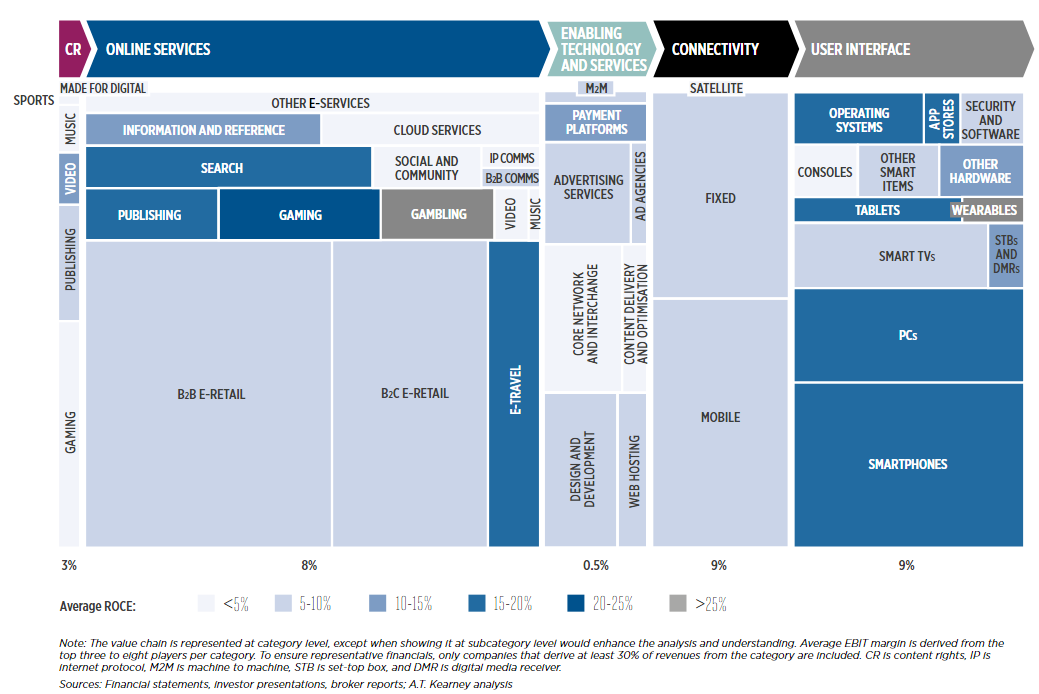 CR
ONLINE SERVICES
ENABLING
TECHNOLOGY
AND SERVICES
CONNECTIVITY
USER INTERFACE
SPORTS
MADE FOR DIGITAL
MUSIC
VIDEO
PUBLISHING
GAMING
OTHER E-SERVICES
INFORMATION AND REFERENCE
CLOUD SERVICES
SEARCH
SOCIAL AND
COMMUNITY
IP COMMS
B2B COMMS
PUBLISHING
GAMING
GAMBLING
VIDEO
MUSIC
B2B E-RETAIL
B2C E-RETAIL
E-TRAVEL
M2M
PAYMENT
PLATFORMS
ADVERTISING
SERVICES
AD AGENCIES
CORE NETWORK
AND INTERCHANGE
CONTENT DELIVERY
AND OPTIMISATION
DESIGN AND
DEVELOPMENT
WEB HOSTING
SATELLITE
FIXED
MOBILE
OPERATING
SYSTEMS
APP
STORES
SECURITY
AND
SOFTWARE
CONSOLES
OTHER
SMART
ITEMS
OTHER
HARDWARE
TABLETS
WEARABLES
SMART TVs
STBs
AND
DMRs
PCs
SMARTPHONES
3%
8%
0.5%
9%
9%
Average ROCE:
<5%
5-10%
10-15%
15-20%
20-25%
>25%
Note: The value chain is represented at category level, except when showing it at subcategory level would enhance the analysis and understanding. Average EBIT margin is derived from the
top three to eight players per category. To ensure representative financials, only companies that derive at least 30% of revenues from the category are included. CR is content rights, IP is
internet protocol, M2M is machine to machine, STB is set-top box, and DMR is digital media receiver.
Sources: Financial statements, investor presentations, broker reports; A.T. Kearney analysis